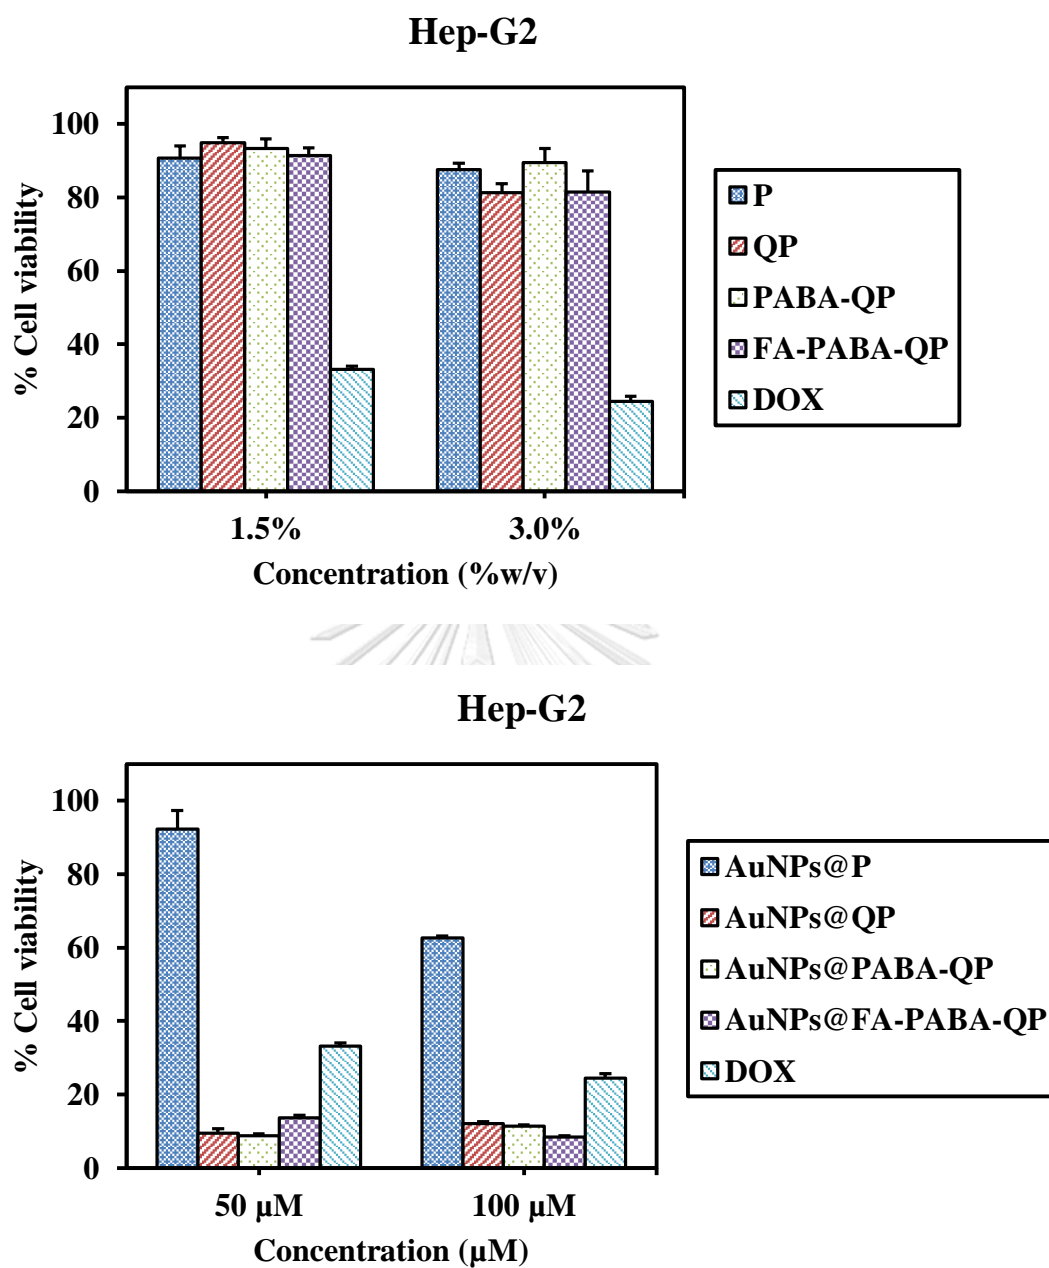 Hep-G2
100
80
60
40
20
0
% Cell viability
1.5%
3.0%
Concentration (%w/v)
P
QP
PABA-QP
FA-PABA-QP
DOX
Hep-G2
100
80
60
40
20
0
% Cell viability
50 µM
100 µM
Concentration (µM)
AuNPs@P
AuNPs@QP
AuNPs@PABA-QP
AuNPs@FA-PABA-QP
DOX